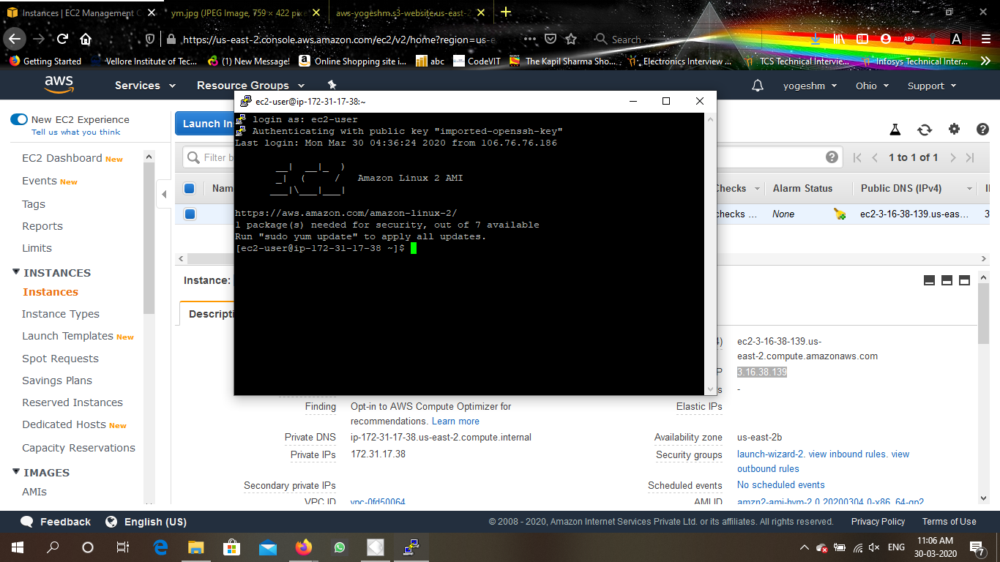 Instances | EC2 Management C
ym.jpg (JPEG Image, 759 × 422 pixe
aws-yogeshm.s3-website.us-east-2
https://us-east-2.console.aws.amazon.com/ec2/v2/home?region=us-e
Search
ABP
A
Getting Started
Vellore Institute of Tec...
(1) New Message!
Online Shopping site i...
abc
CodeVIT
The Kapil Sharma Sho...
Electronics Interview ...
TCS Technical Intervie...
Infosys Technical Inter...
aws
Services
Resource Groups
yogeshm
Ohio
Support
New EC2 Experience
Tell us what you think
EC2 Dashboard New
Events New
Tags
Reports
Limits
INSTANCES
Instances
Instance Types
Launch Templates New
Spot Requests
Savings Plans
Reserved Instances
Dedicated Hosts New
Capacity Reservations
IMAGES
AMIs
Launch Ins
Filter b
1 to 1 of 1
Nam
Checks
Alarm Status
Public DNS (IPv4)
checks ...
None
ec2-3-16-38-139.us-eas...
3
ec2-user@ip-172-31-17-38:~
login as: ec2-user
Authenticating with public key "imported-openssh-key"
Last login: Mon Mar 30 04:36:24 2020 from 106.76.76.186
Amazon Linux 2 AMI
https://aws.amazon.com/amazon-linux-2/
1 package(s) needed for security, out of 7 available
Run "sudo yum update" to apply all updates.
[ec2-user@ip-172-31-17-38 ~]$
Instance:
Descripti
4)
ec2-3-16-38-139.us-
east-2.compute.amazonaws.com
P
3.16.38.139
s
-
Finding
Opt-in to AWS Compute Optimizer for
recommendations. Learn more
Elastic IPs
Private DNS
ip-172-31-17-38.us-east-2.compute.internal
Availability zone
us-east-2b
Private IPs
172.31.17.38
Security groups
launch-wizard-2. view inbound rules. view
outbound rules
Secondary private IPs
Scheduled events
No scheduled events
VPC ID
vpc-0fd50064
AMI ID
amzn2-ami-hvm-2.0.20200304.0-x86_64-gp2
Feedback
English (US)
© 2008 - 2020, Amazon Internet Services Private Ltd. or its affiliates. All rights reserved.
Privacy Policy
Terms of Use
ENG
11:06 AM
30-03-2020
7